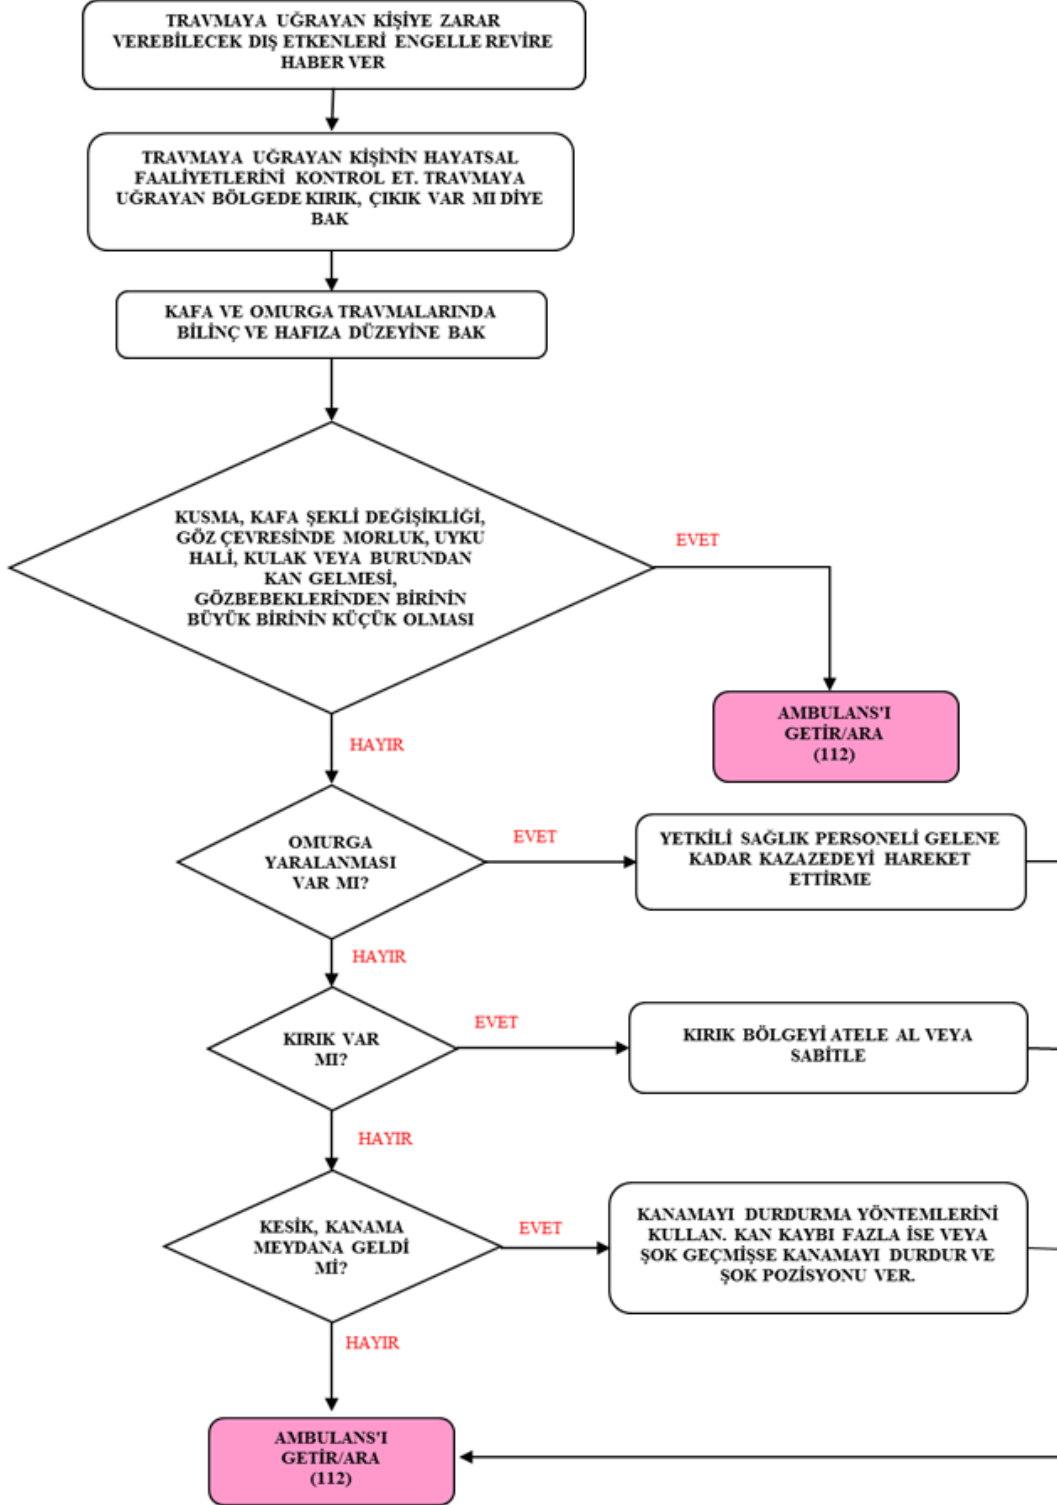 TRAVMAYA UĞRAYAN KİŞİYE ZARAR
VEREBİLECEK DIŞ ETKENLERİ ENGELLE REVİRE
HABER VER
TRAVMAYA UĞRAYAN KİŞİNİN HAYATSAL
FAALİYETLERİNİ KONTROL ET. TRAVMAYA
UĞRAYAN BÖLGEDE KIRIK, ÇIKIK VAR MI DİYE
BAK
KAFA VE OMURGA TRAVMALARINDA
BİLİNÇ VE HAFIZA DÜZEYİNE BAK
KUSMA, KAFA ŞEKLİ DEĞİŞİKLİĞİ,
GÖZ ÇEVRESİNDE MORLUK, UYKU
HALİ, KULAK VEYA BURUNDAN
KAN GELMESİ,
GÖZBEBEKLERİNDEN BİRİNİN
BÜYÜK BİRİNİN KÜÇÜK OLMASI
EVET
AMBULANS'I
GETİR/ARA
(112)
HAYIR
OMURGA
YARALANMASI
VAR MI?
EVET
YETKİLİ SAĞLIK PERSONELİ GELENE
KADAR KAZAZEDEYİ HAREKET
ETTİRME
HAYIR
KIRIK VAR
MI?
EVET
KIRIK BÖLGEYİ ATELE AL VEYA
SABİTLE
HAYIR
KESİK, KANAMA
MEYDANA GELDİ
Mİ?
EVET
KANAMAYI DURDURMA YÖNTEMLERİNİ
KULLAN. KAN KAYBI FAZLA İSE VEYA
ŞOK GEÇMİŞSE KANAMAYI DURDUR VE
ŞOK POZİSYONU VER.
HAYIR
AMBULANS'I
GETİR/ARA
(112)